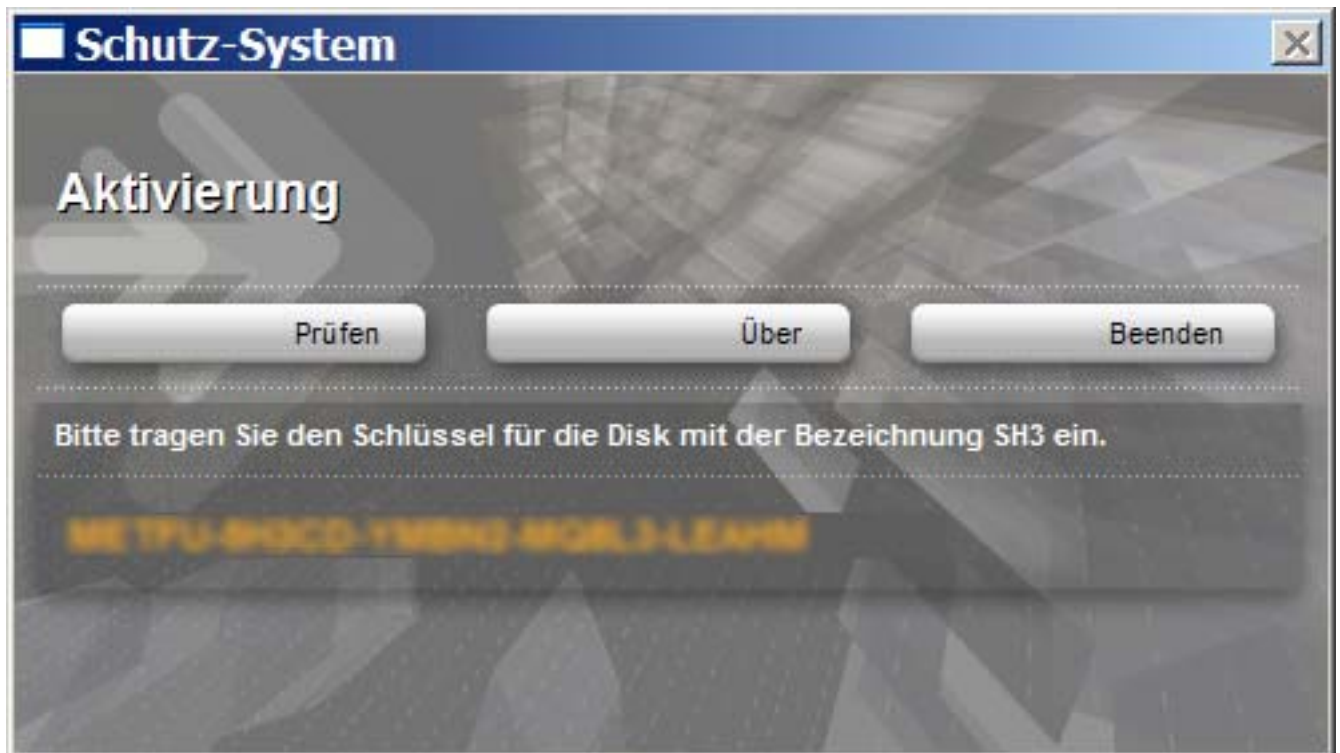 Schutz-System
Aktivierung
Prüfen
Über
Beenden
Bitte tragen Sie den Schlüssel für die Disk mit der Bezeichnung SH3 ein.